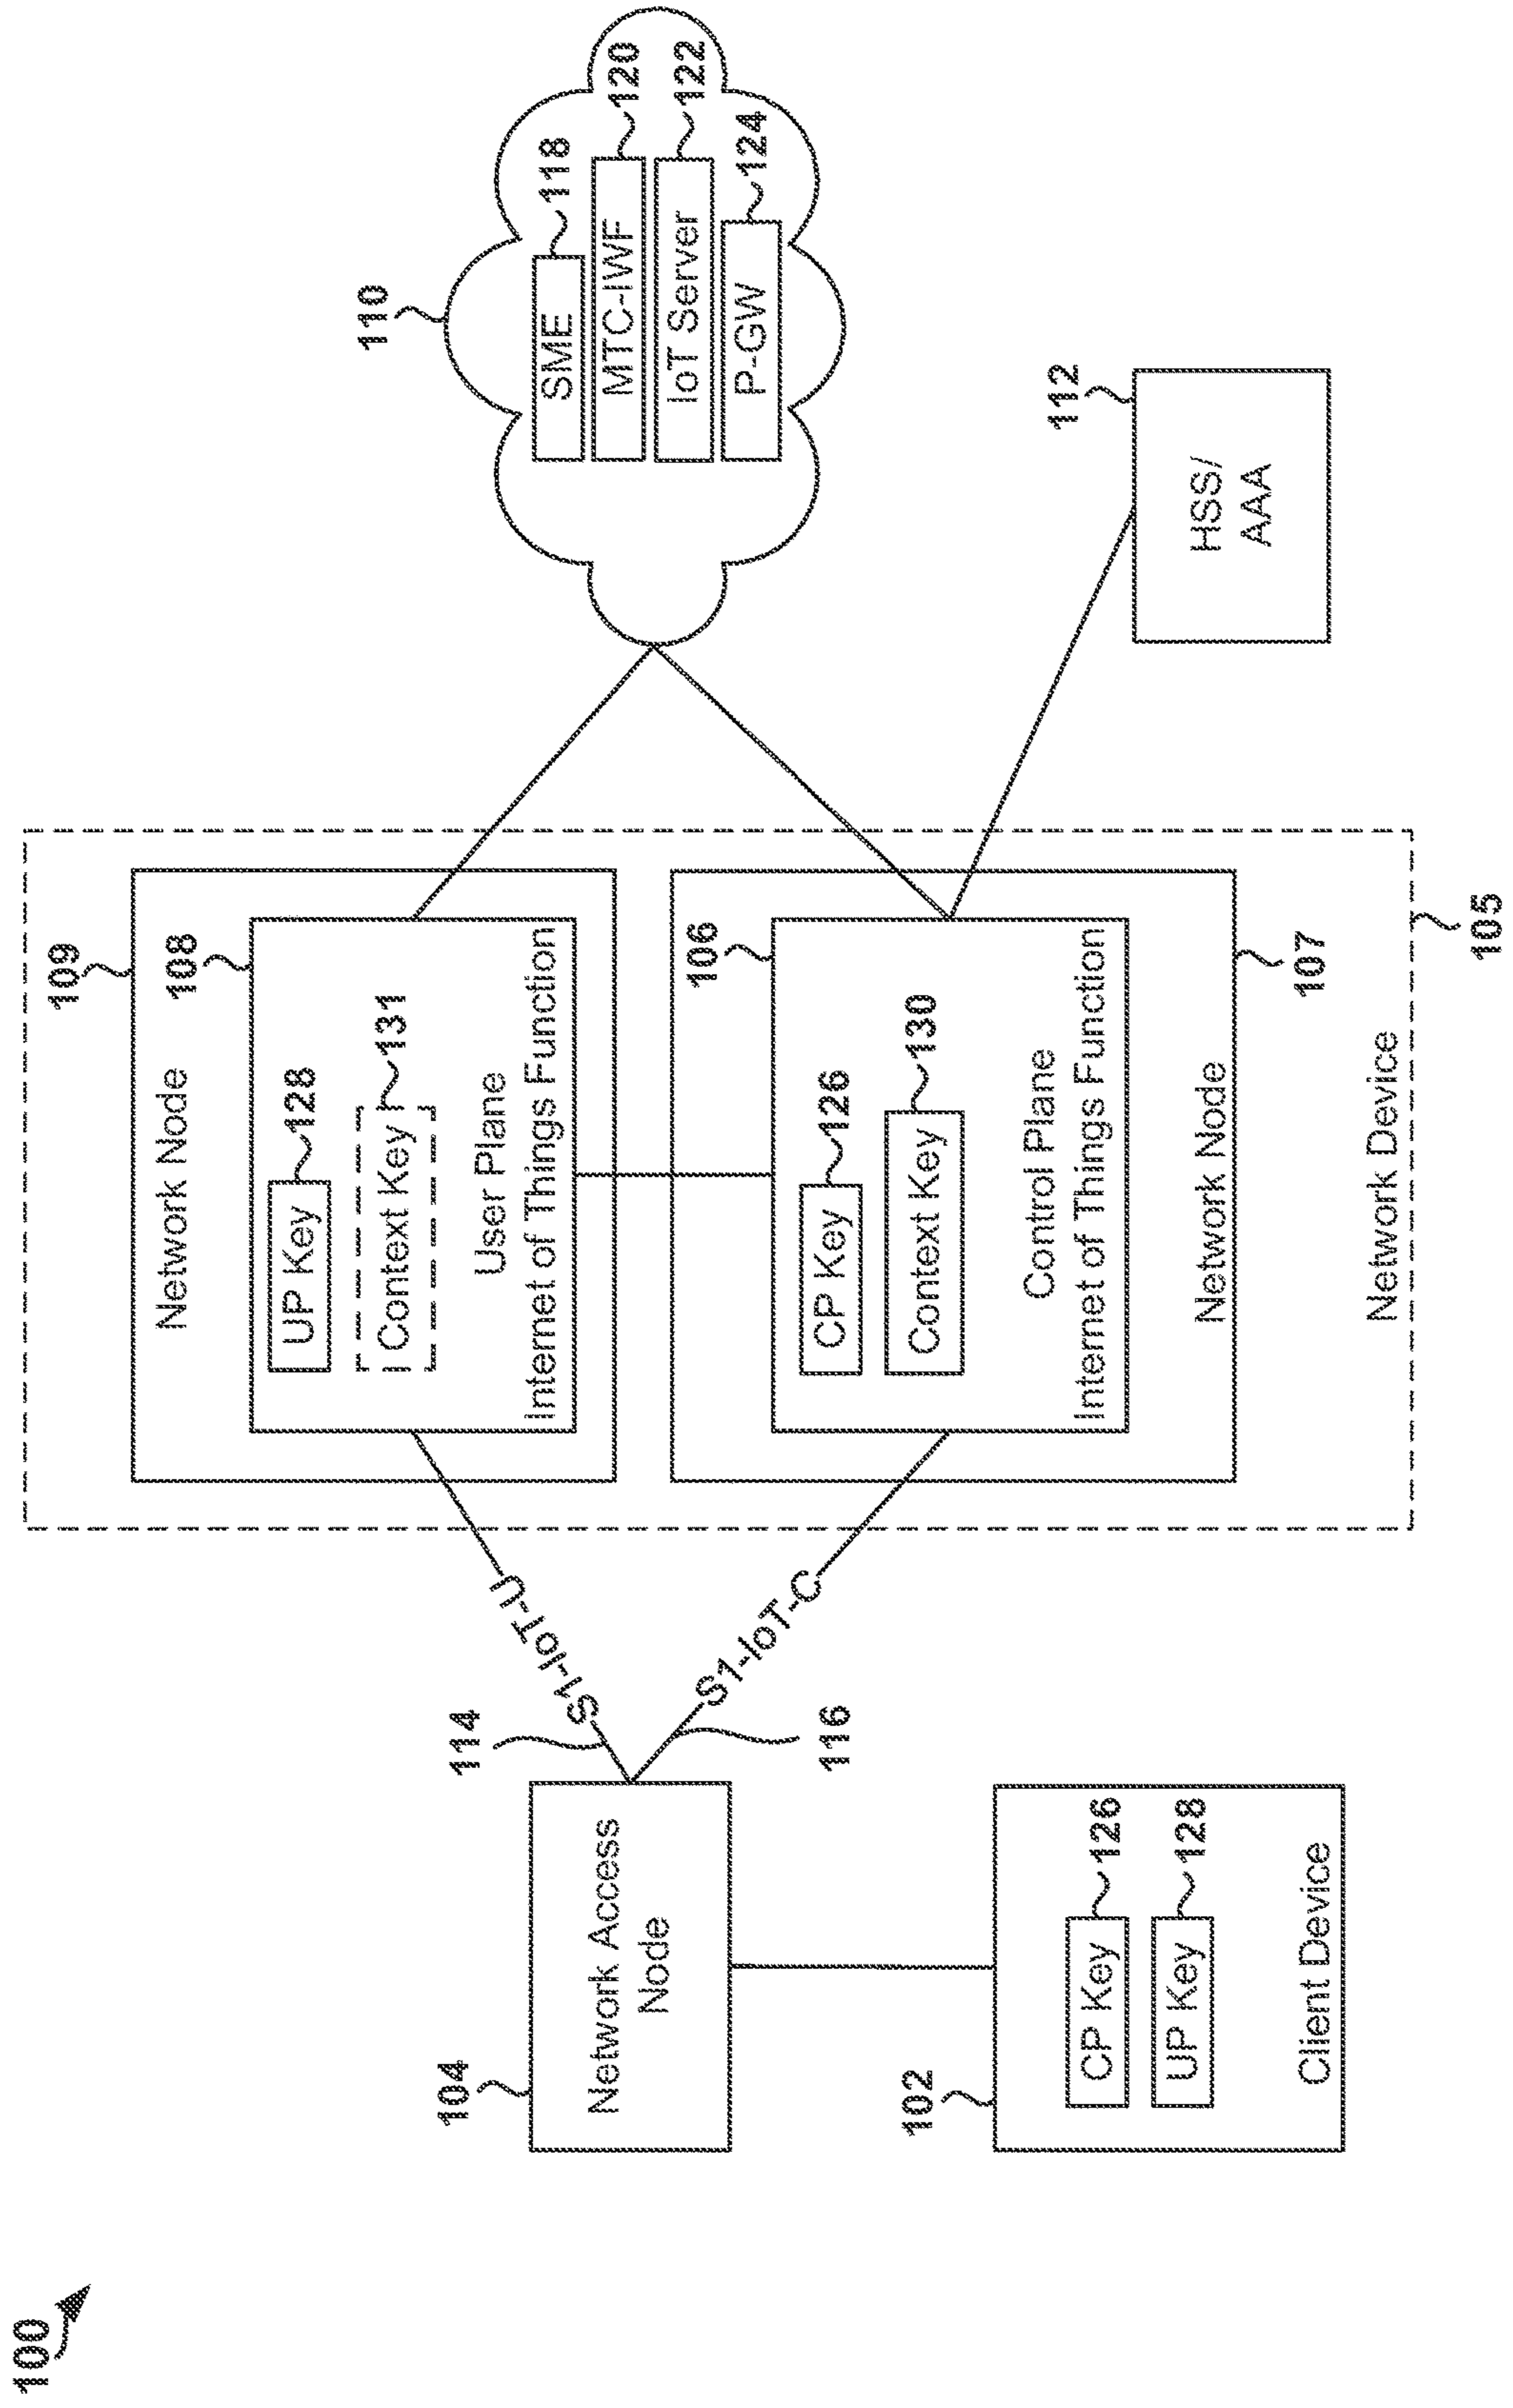 100
109
Network Node
108
UP Key
128
Context Key
131
User Plane
Internet of Things Function
106
CP Key
126
Context Key
130
Control Plane
Internet of Things Function
Network Node
107
Network Device
105
110
SME
118
MTC-IWF
120
IoT Server
122
P-GW
124
112
HSS/
AAA
114
S1-IoT-U
S1-IoT-C
116
104
Network Access
Node
102
CP Key
126
UP Key
128
Client Device